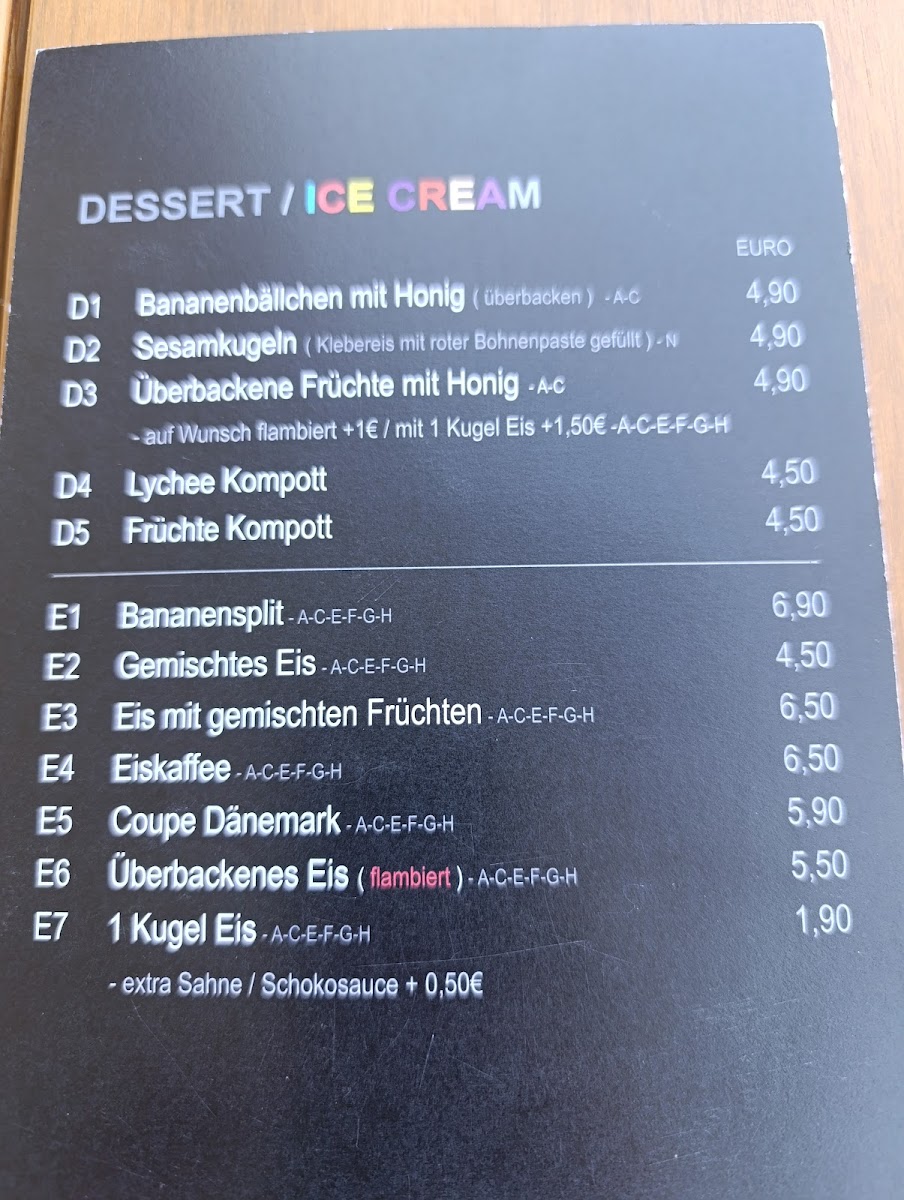 DESSERT / ICE CREAM
EURO
D1 Bananenbällchen mit Honig ( überbacken ) - A-C 4,90
D2 Sesamkugeln ( Klebereis mit roter Bohnenpaste gefüllt ) - N 4,90
D3 Überbackene Früchte mit Honig - A-C 4,90
- auf Wunsch flambiert +1€ / mit 1 Kugel Eis +1,50€ -A-C-E-F-G-H
D4 Lychee Kompott 4,50
D5 Früchte Kompott 4,50
E1 Bananensplit - A-C-E-F-G-H 6,90
E2 Gemischtes Eis - A-C-E-F-G-H 4,50
E3 Eis mit gemischten Früchten - A-C-E-F-G-H 6,50
E4 Eiskaffee - A-C-E-F-G-H 6,50
E5 Coupe Dänemark - A-C-E-F-G-H 5,90
E6 Überbackenes Eis ( flambiert ) - A-C-E-F-G-H 5,50
E7 1 Kugel Eis - A-C-E-F-G-H 1,90
- extra Sahne / Schokosauce + 0,50€